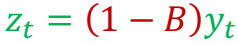 z_t = (1 − B)y_t